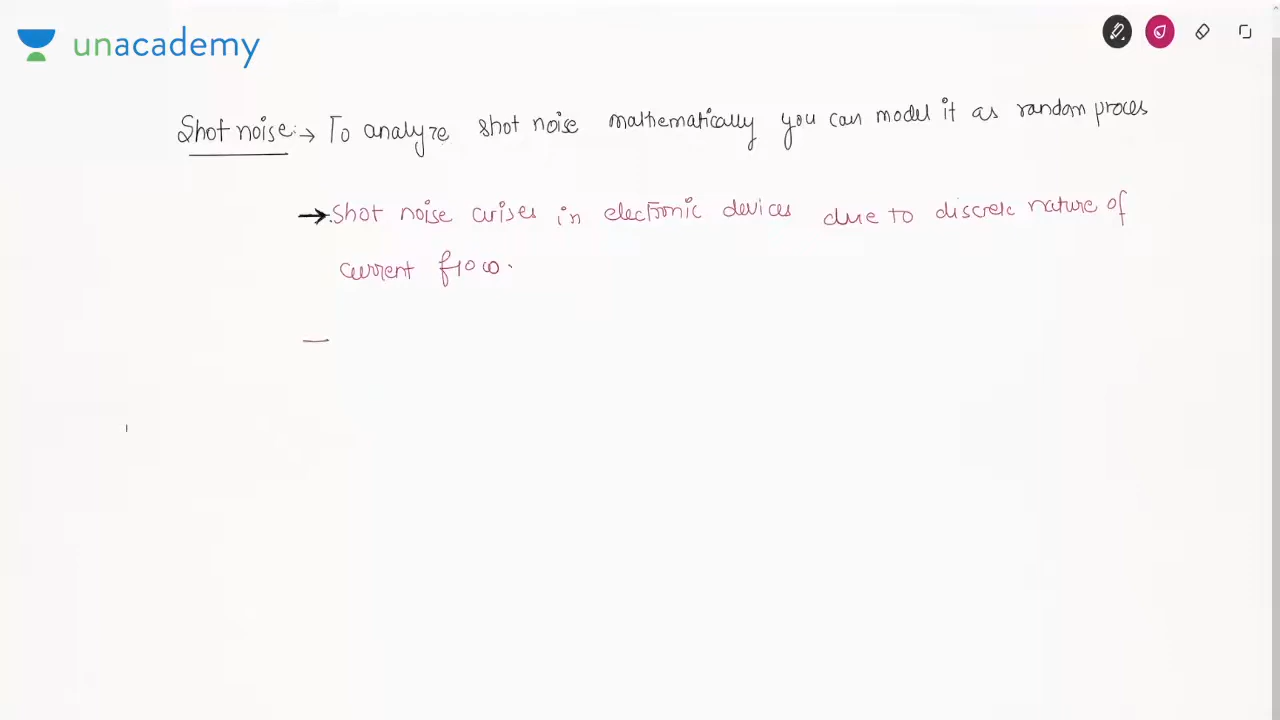 unacademy
Shot noise:→ To analyze shot noise mathematically you can model it as random proces
→ Shot noise arises in electronic devices due to discrete nature of
current flow.